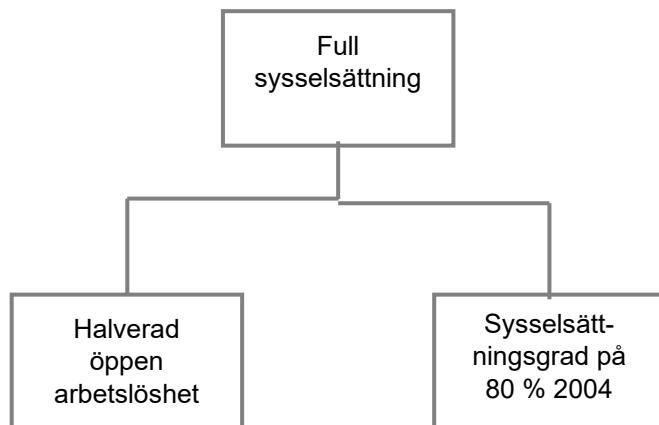 Full
sysselsättning
Halverad
öppen
arbetslöshet
Sysselsätt-
ningsgrad på
80 % 2004